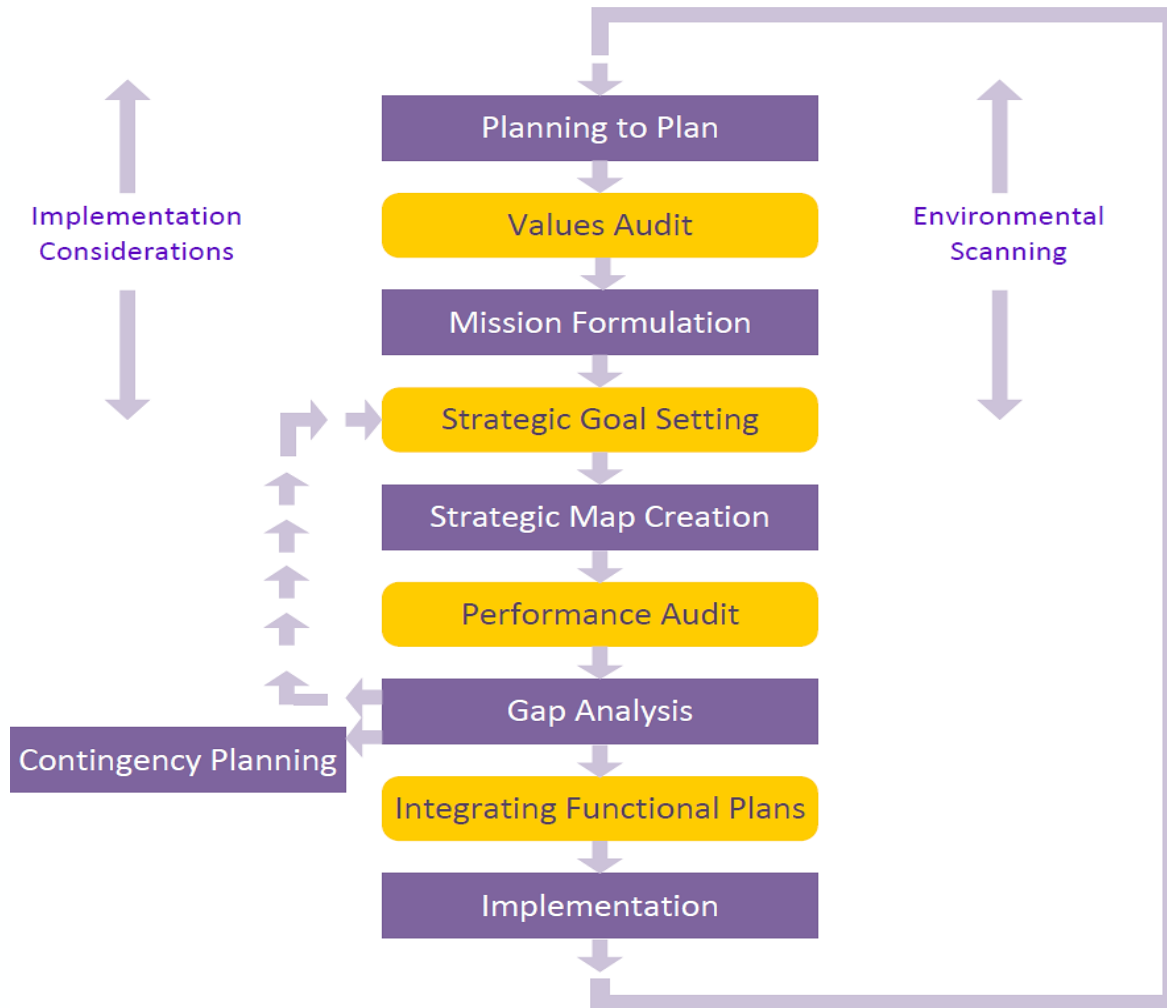 Planning to Plan
Values Audit
Implementation
Considerations
Environmental
Scanning
Mission Formulation
Strategic Goal Setting
Strategic Map Creation
Performance Audit
Gap Analysis
Contingency Planning
Integrating Functional Plans
Implementation